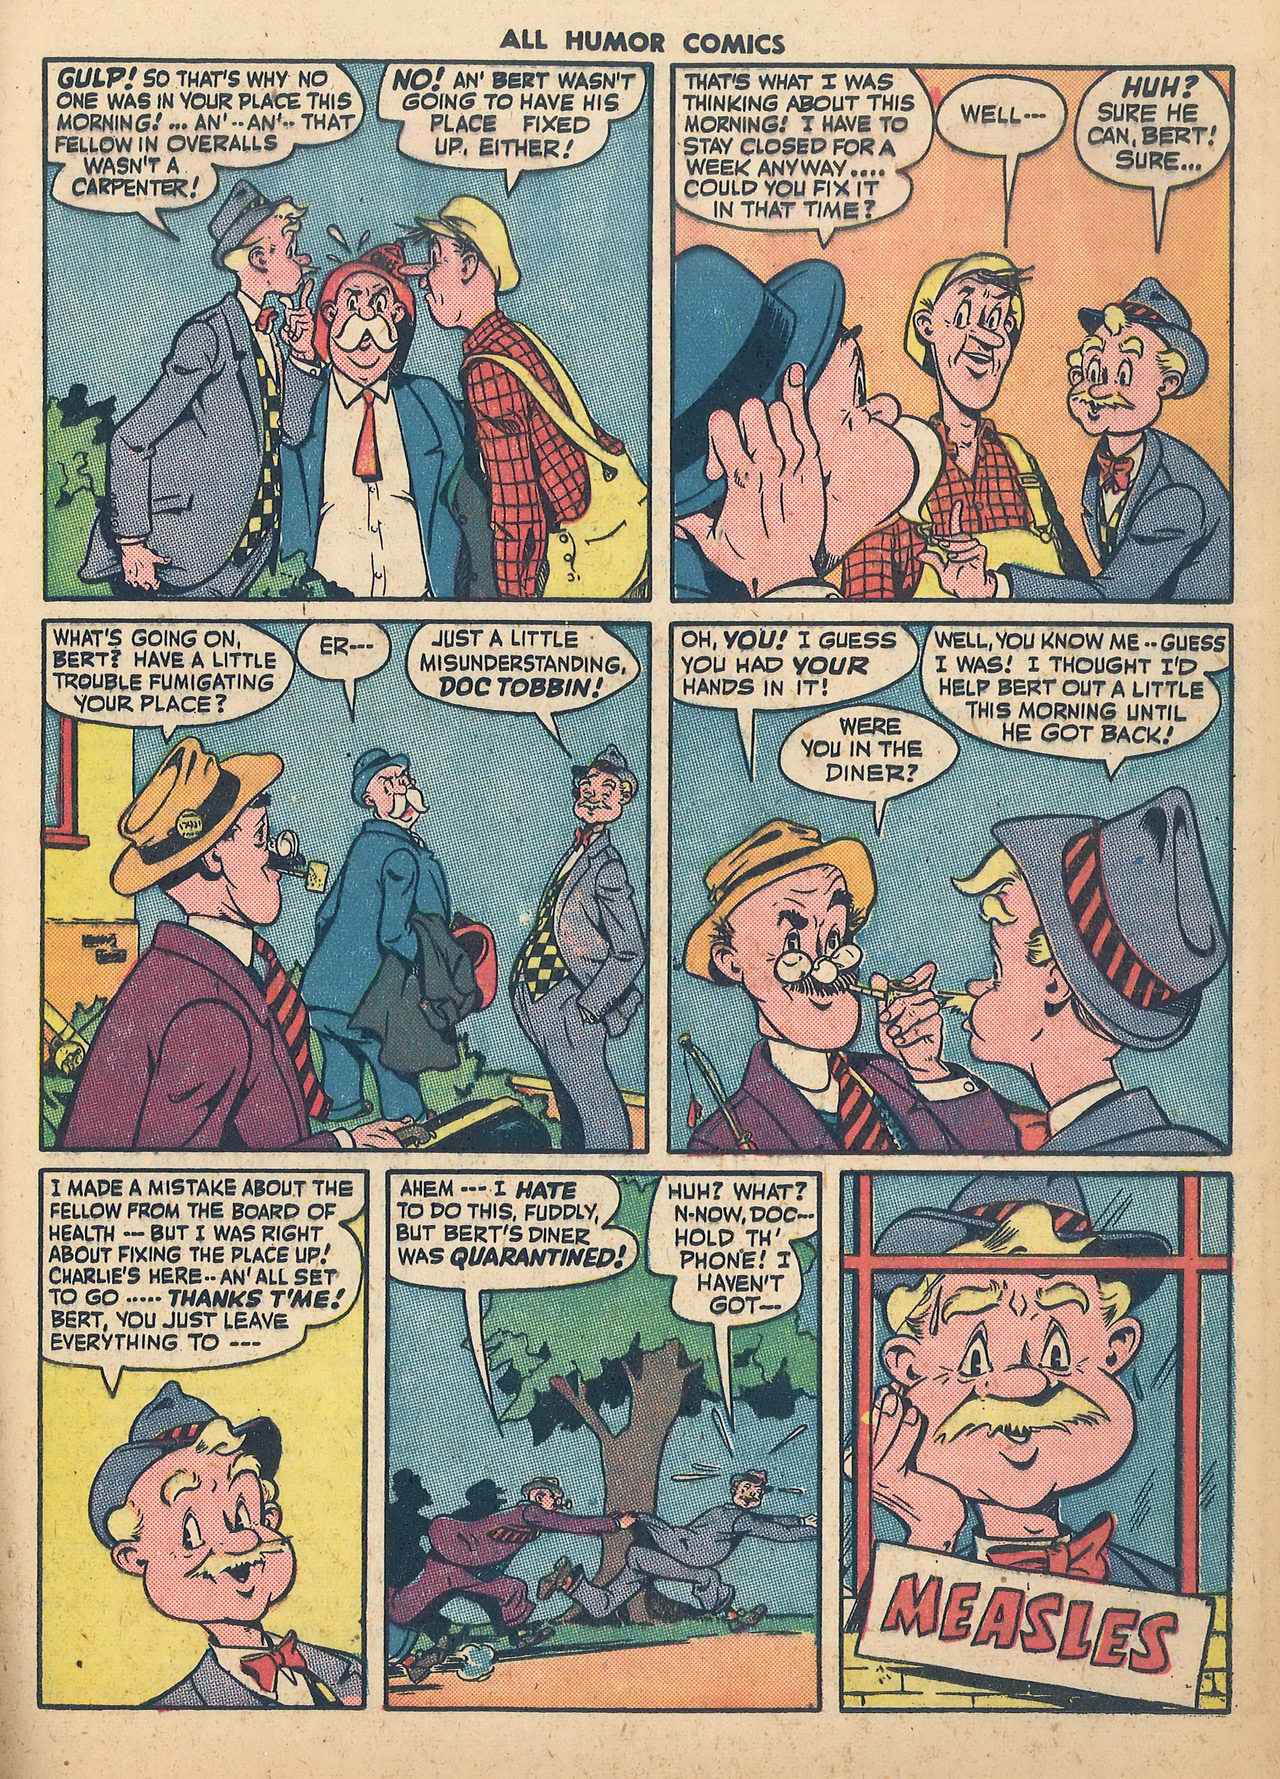 ALL HUMOR COMICS
GULP! SO THAT'S WHY NO
ONE WAS IN YOUR PLACE THIS
MORNING! ... AN' -- AN' -- THAT
FELLOW IN OVERALLS
WASN'T A
CARPENTER!
NO! AN' BERT WASN'T
GOING TO HAVE HIS
PLACE FIXED
UP, EITHER!
THAT'S WHAT I WAS
THINKING ABOUT THIS
MORNING! I HAVE TO
STAY CLOSED FOR A
WEEK ANYWAY....
COULD YOU FIX IT
IN THAT TIME?
WELL---
HUH?
SURE HE
CAN, BERT!
SURE...
WHAT'S GOING ON,
BERT? HAVE A LITTLE
TROUBLE FUMIGATING
YOUR PLACE?
ER---
JUST A LITTLE
MISUNDERSTANDING,
DOC TOBBIN!
OH, YOU! I GUESS
YOU HAD YOUR
HANDS IN IT!
WERE
YOU IN THE
DINER?
WELL, YOU KNOW ME -- GUESS
I WAS! I THOUGHT I'D
HELP BERT OUT A LITTLE
THIS MORNING UNTIL
HE GOT BACK!
I MADE A MISTAKE ABOUT THE
FELLOW FROM THE BOARD OF
HEALTH -- BUT I WAS RIGHT
ABOUT FIXING THE PLACE UP!
CHARLIE'S HERE -- AN' ALL SET
TO GO ..... THANKS T'ME!
BERT, YOU JUST LEAVE
EVERYTHING TO ---
AHEM --- I HATE
TO DO THIS, FUDDLY,
BUT BERT'S DINER
WAS QUARANTINED!
HUH? WHAT?
N-NOW, DOC--
HOLD TH'
PHONE! I
HAVEN'T
GOT--
MEASLES